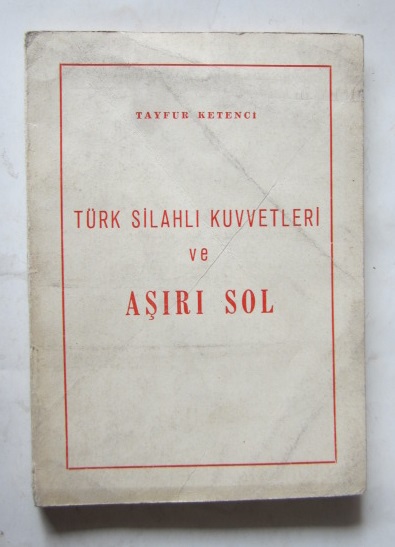 TAYFUR KETENCİ
TÜRK SİLAHLI KUVVETLERİ
ve
AŞIRI SOL